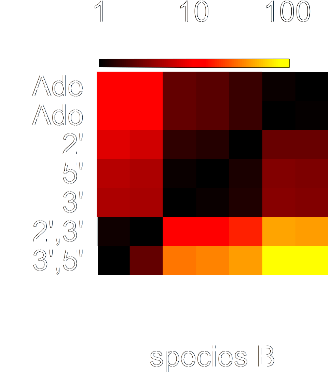 1 10 100
Ado
Ado
2'
5'
3'
2',3'
3',5'
species B